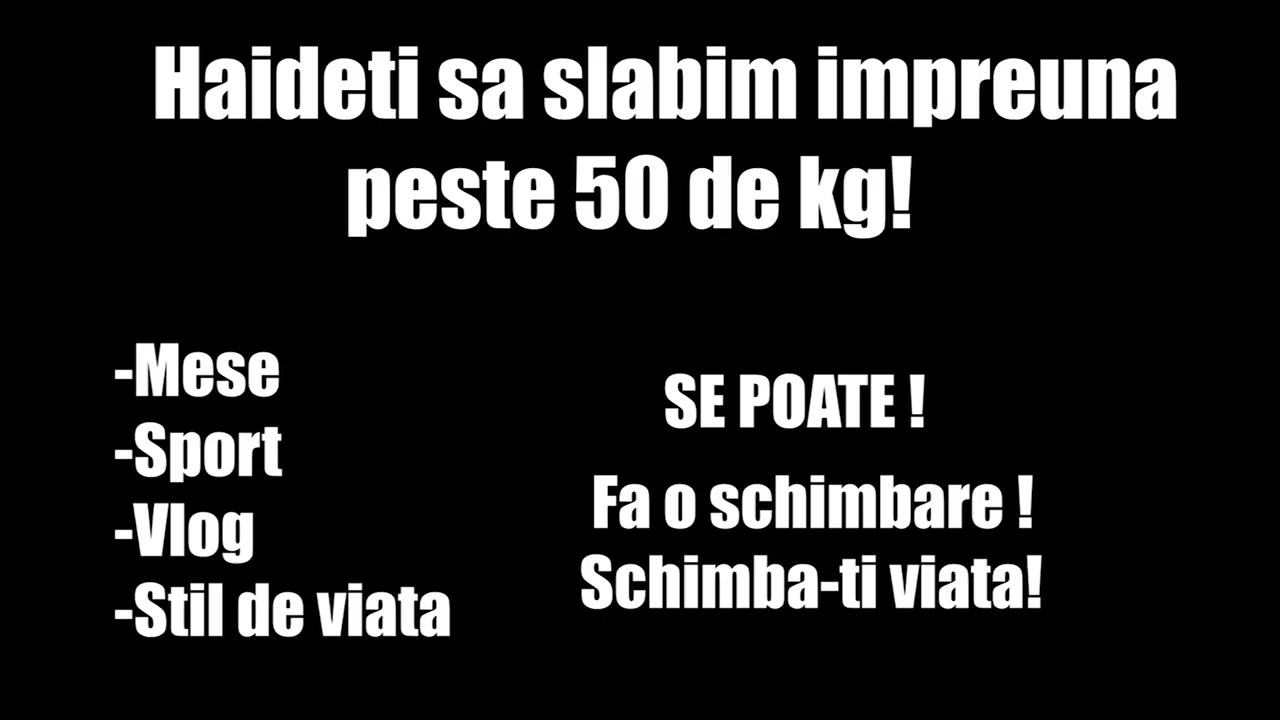 Haideti sa slabim impreuna
peste 50 de kg!
-Mese
-Sport
-Vlog
-Stil de viata
SE POATE !
Fa o schimbare !
Schimba-ti viata!